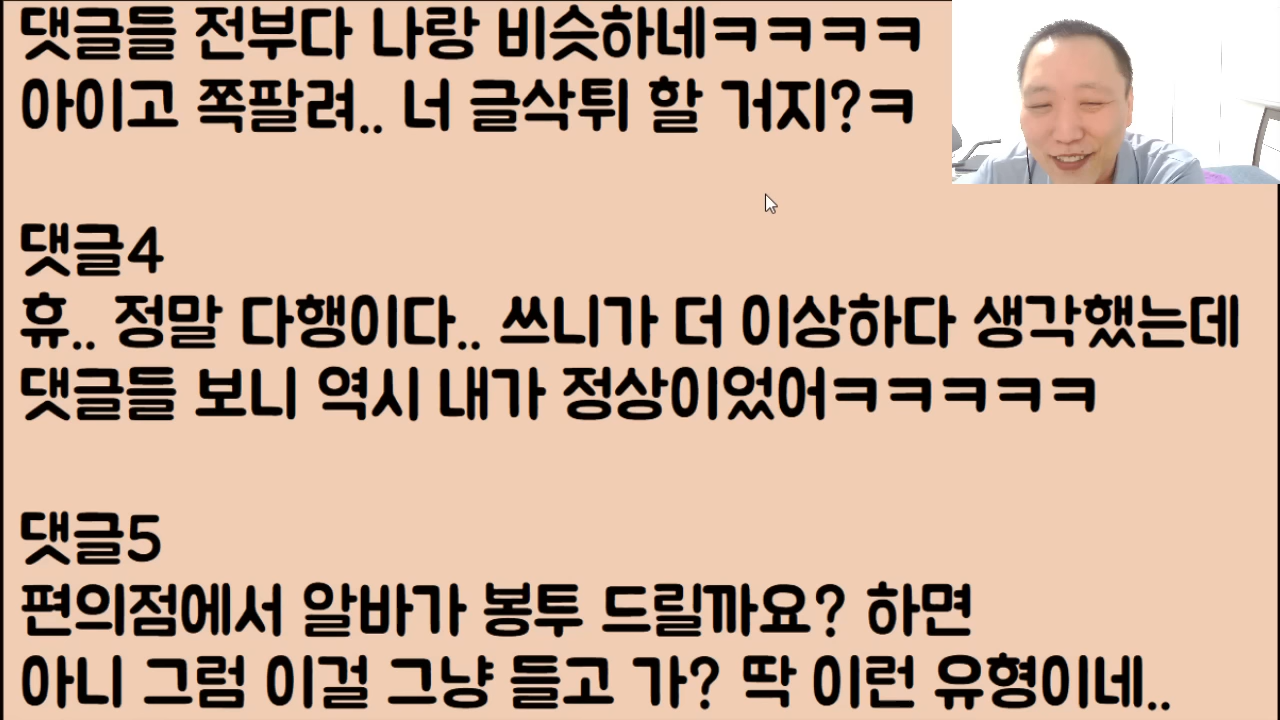 댓글들 전부다 나랑 비슷하네ㅋㅋㅋㅋ
아이고 쪽팔려.. 너 글삭튀 할 거지?ㅋ
댓글4
휴.. 정말 다행이다.. 쓰니가 더 이상하다 생각했는데
댓글들 보니 역시 내가 정상이었어ㅋㅋㅋㅋㅋ
댓글5
편의점에서 알바가 봉투 드릴까요? 하면
아니 그럼 이걸 그냥 들고 가? 딱 이런 유형이네..